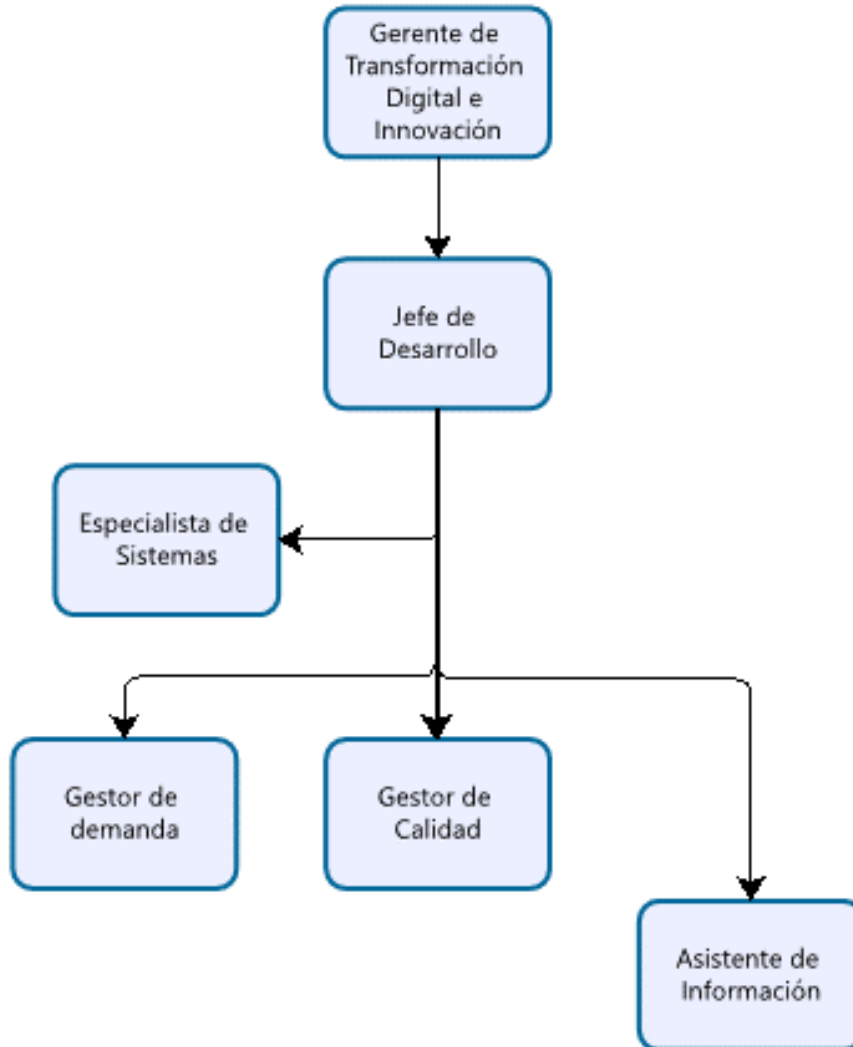 Gerente de
Transformación
Digital e
Innovación
Jefe de
Desarrollo
Especialista de
Sistemas
Gestor de
demanda
Gestor de
Calidad
Asistente de
Información